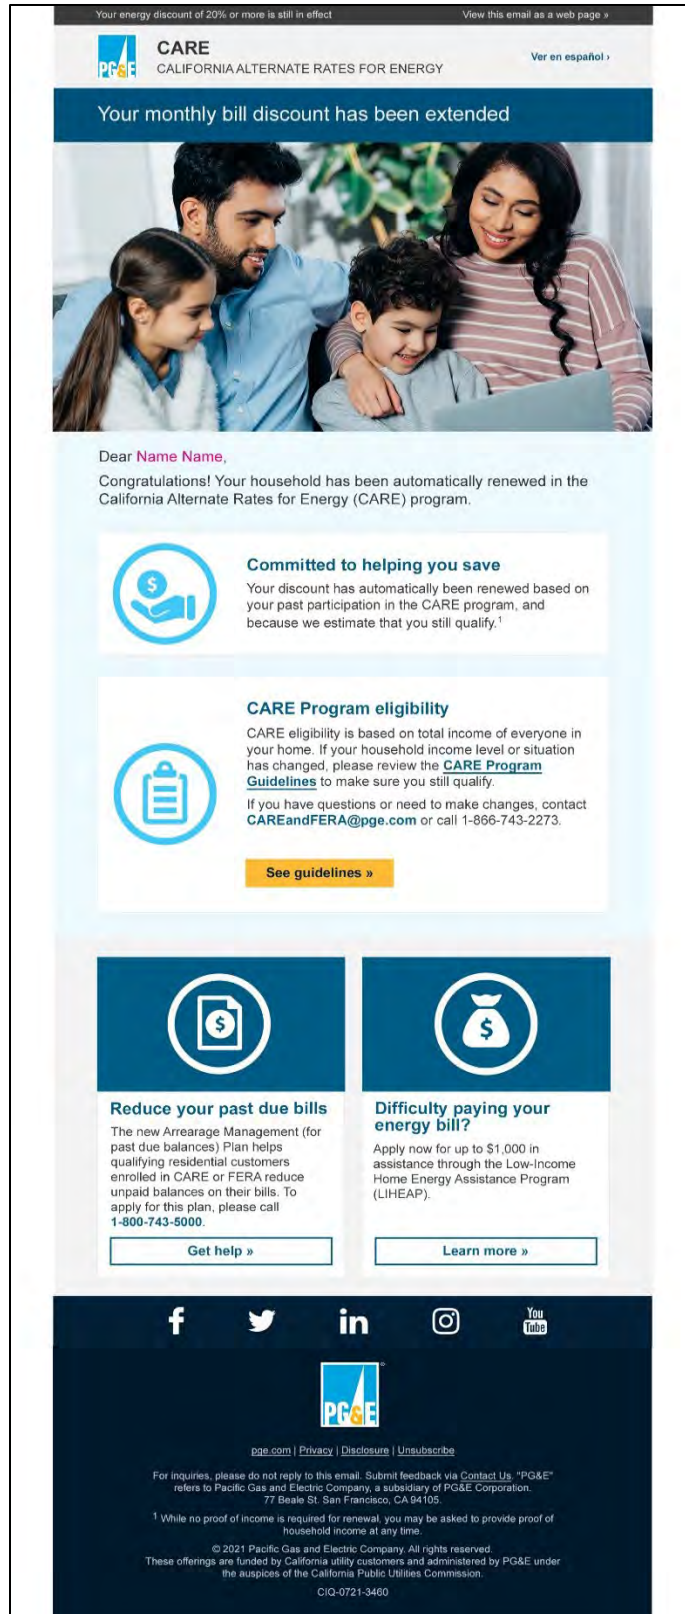 Your energy discount of 20% or more is still in effect
View this email as a web page »
PG&E
CARE
CALIFORNIA ALTERNATE RATES FOR ENERGY
Ver en español ›
Your monthly bill discount has been extended
Dear Name Name,
Congratulations! Your household has been automatically renewed in the
California Alternate Rates for Energy (CARE) program.
$
Committed to helping you save
Your discount has automatically been renewed based on
your past participation in the CARE program, and
because we estimate that you still qualify.1
CARE Program eligibility
CARE eligibility is based on total income of everyone in
your home. If your household income level or situation
has changed, please review the CARE Program
Guidelines to make sure you still qualify.
If you have questions or need to make changes, contact
CAREandFERA@pge.com or call 1-866-743-2273.
See guidelines »
$
Reduce your past due bills
The new Arrearage Management (for
past due balances) Plan helps
qualifying residential customers
enrolled in CARE or FERA reduce
unpaid balances on their bills. To
apply for this plan, please call
1-800-743-5000.
Get help »
$
Difficulty paying your
energy bill?
Apply now for up to $1,000 in
assistance through the Low-Income
Home Energy Assistance Program
(LIHEAP).
Learn more »
f
in
You
Tube
PG&E
pge.com | Privacy | Disclosure | Unsubscribe
For inquiries, please do not reply to this email. Submit feedback via Contact Us. "PG&E"
refers to Pacific Gas and Electric Company, a subsidiary of PG&E Corporation.
77 Beale St. San Francisco, CA 94105.
1 While no proof of income is required for renewal, you may be asked to provide proof of
household income at any time.
© 2021 Pacific Gas and Electric Company. All rights reserved.
These offerings are funded by California utility customers and administered by PG&E under
the auspices of the California Public Utilities Commission.
CIQ-0721-3460